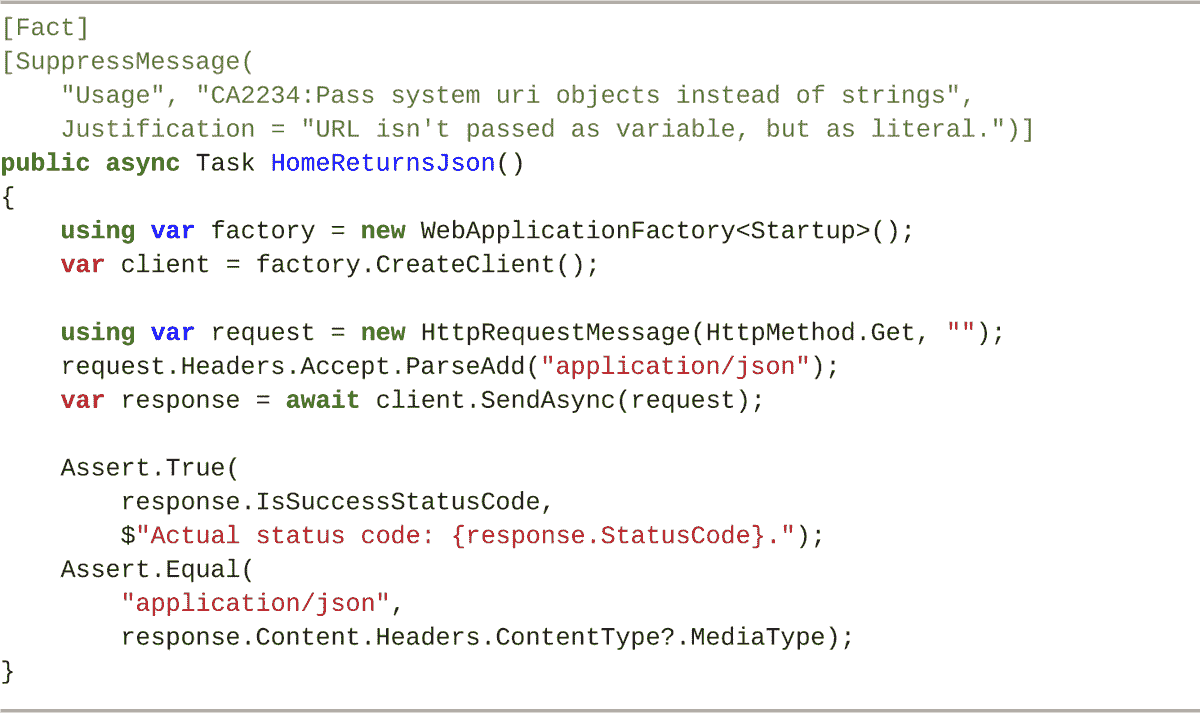 [Fact]
[SuppressMessage(
    "Usage", "CA2234:Pass system uri objects instead of strings",
    Justification = "URL isn't passed as variable, but as literal.")]
public async Task HomeReturnsJson()
{
    using var factory = new WebApplicationFactory<Startup>();
    var client = factory.CreateClient();

    using var request = new HttpRequestMessage(HttpMethod.Get, "");
    request.Headers.Accept.ParseAdd("application/json");
    var response = await client.SendAsync(request);

    Assert.True(
        response.IsSuccessStatusCode,
        $"Actual status code: {response.StatusCode}.");
    Assert.Equal(
        "application/json",
        response.Content.Headers.ContentType?.MediaType);
}